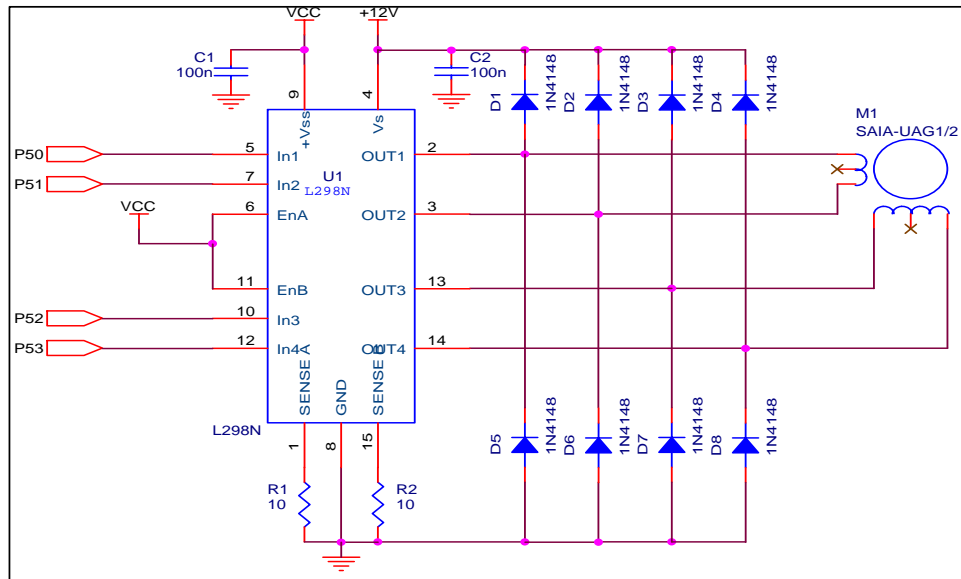 VCC
+12V
C1
100n
C2
100n
D1
1N4148
D2
1N4148
D3
1N4148
D4
1N4148
M1
SAIA-UAG1/2
9
4
+Vss
Vs
P50
5
In1
OUT1
2
P51
7
In2
U1
L298N
VCC
6
EnA
OUT2
3
11
EnB
OUT3
13
P52
10
In3
P53
12
In4
OUT4
14
SENSE A
GND
SENSE B
L298N
1
8
15
D5
1N4148
D6
1N4148
D7
1N4148
D8
1N4148
R1
10
R2
10